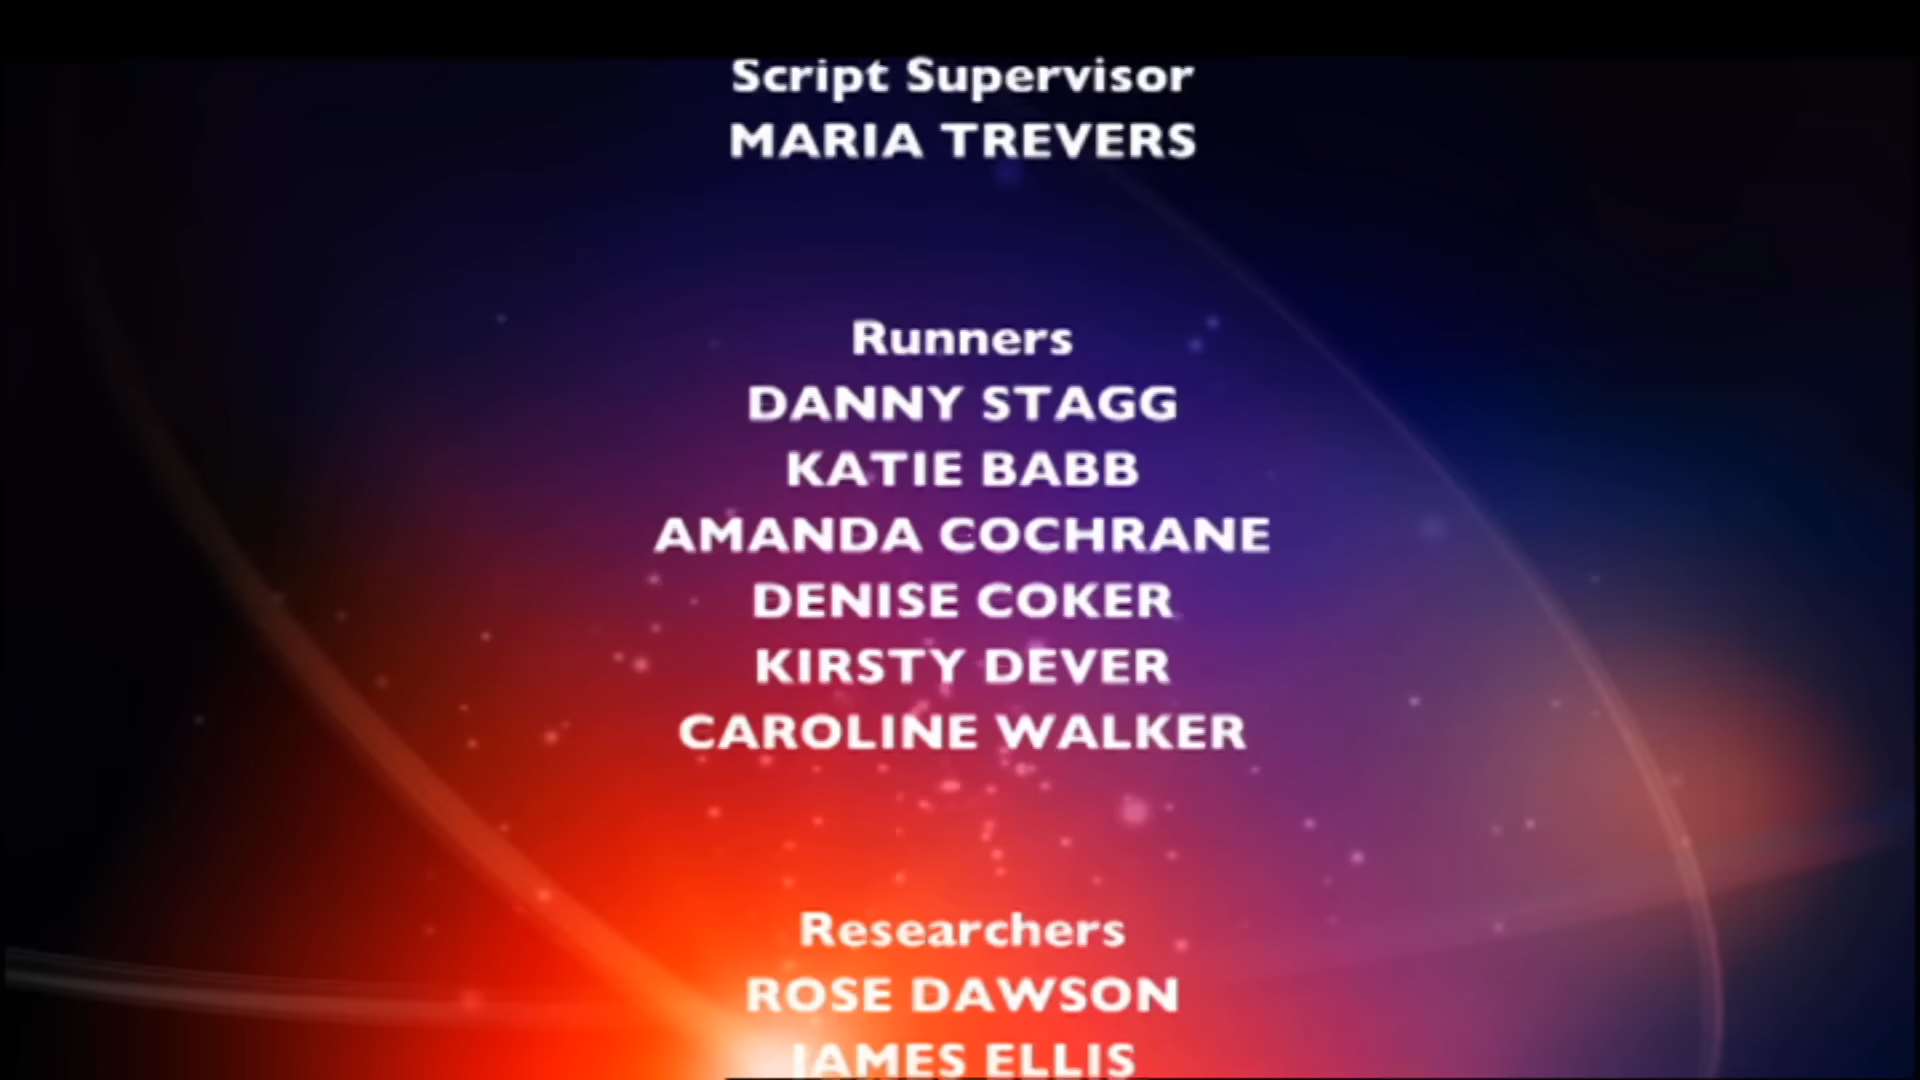 Script Supervisor
MARIA TREVERS
Runners
DANNY STAGG
KATIE BABB
AMANDA COCHRANE
DENISE COKER
KIRSTY DEVER
CAROLINE WALKER
Researchers
ROSE DAWSON
JAMES ELLIS